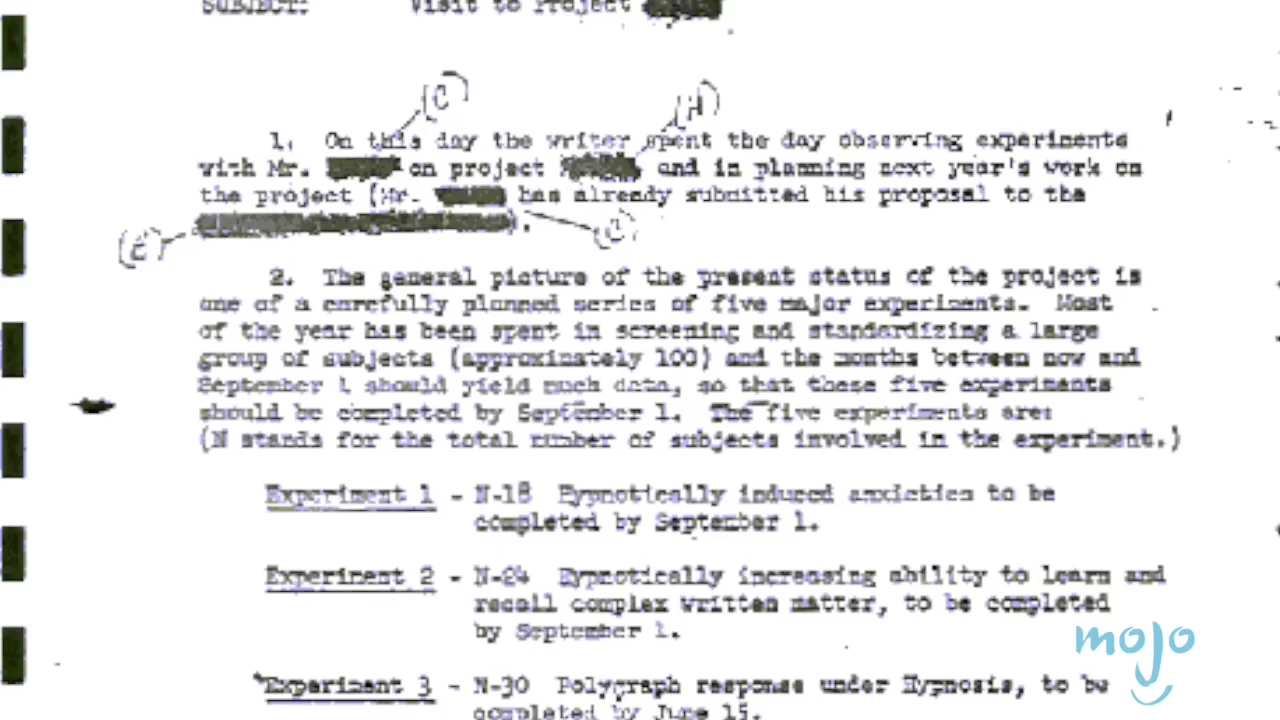 SUBJECT: Visit to Project
(C)
(A)
1. On this day the writer spent the day observing experiments
with Mr. on project and in planning next year's work on
the project (Mr. has already submitted his proposal to the
).
2. The general picture of the present status of the project is
one of a carefully planned series of five major experiments. Most
of the year has been spent in screening and standardizing a large
group of subjects (approximately 100) and the months between now and
September 1 should yield much data, so that these five experiments
should be completed by September 1. The five experiments are:
(N stands for the total number of subjects involved in the experiment.)
Experiment 1 - N-18 Hypnotically induced anxieties to be
completed by September 1.
Experiment 2 - N-24 Hypnotically increasing ability to learn and
recall complex written matter, to be completed
by September 1.
Experiment 3 - N-30 Polygraph response under Hypnosis, to be
completed by June 15.
mojo